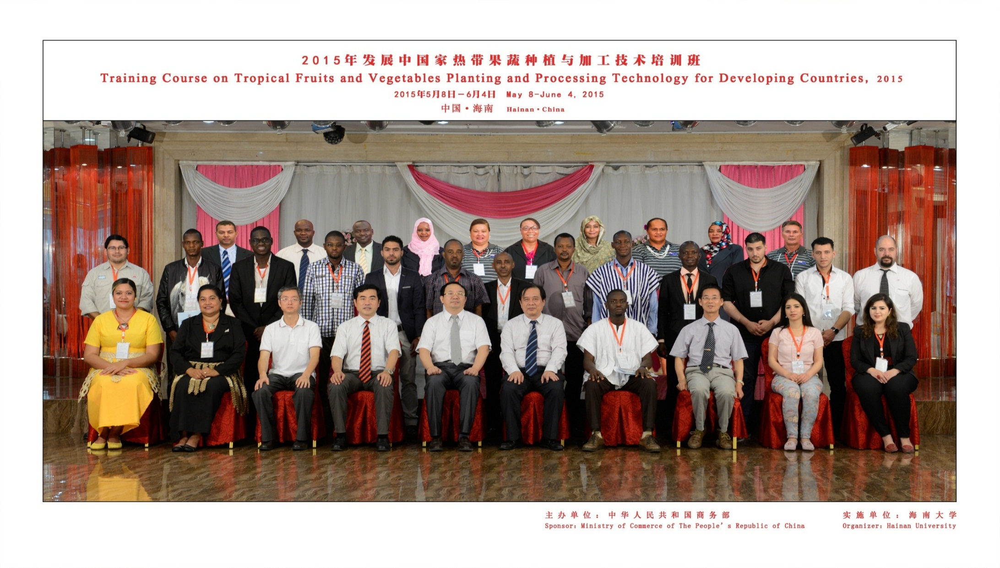 2015年发展中国家热带果蔬种植与加工技术培训班
Training Course on Tropical Fruits and Vegetables Planting and Processing Technology for Developing Countries, 2015
2015年5月8日－6月4日 May 8-June 4, 2015
中国·海南 Hainan·China
主办单位：中华人民共和国商务部 实施单位：海南大学
Sponsor: Ministry of Commerce of The People's Republic of China Organizer: Hainan University